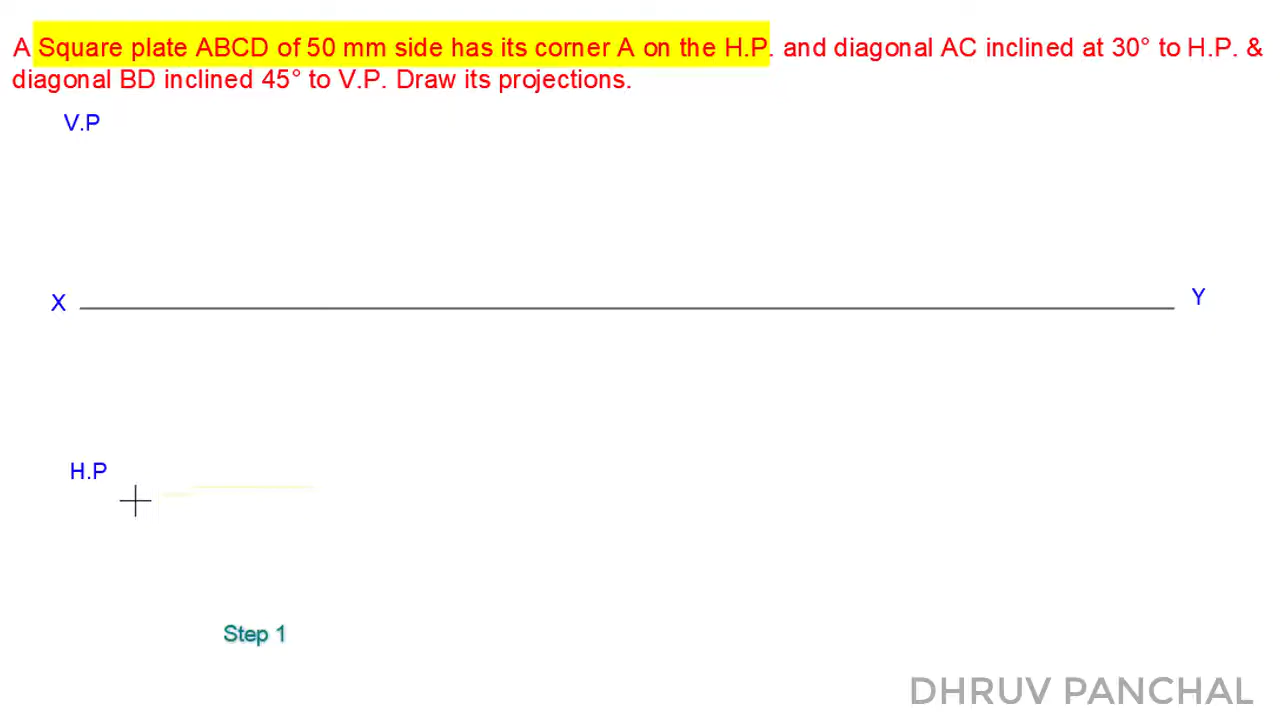 A Square plate ABCD of 50 mm side has its corner A on the H.P. and diagonal AC inclined at 30° to H.P. &
diagonal BD inclined 45° to V.P. Draw its projections.
V.P
X
Y
H.P
Step 1
DHRUV PANCHAL